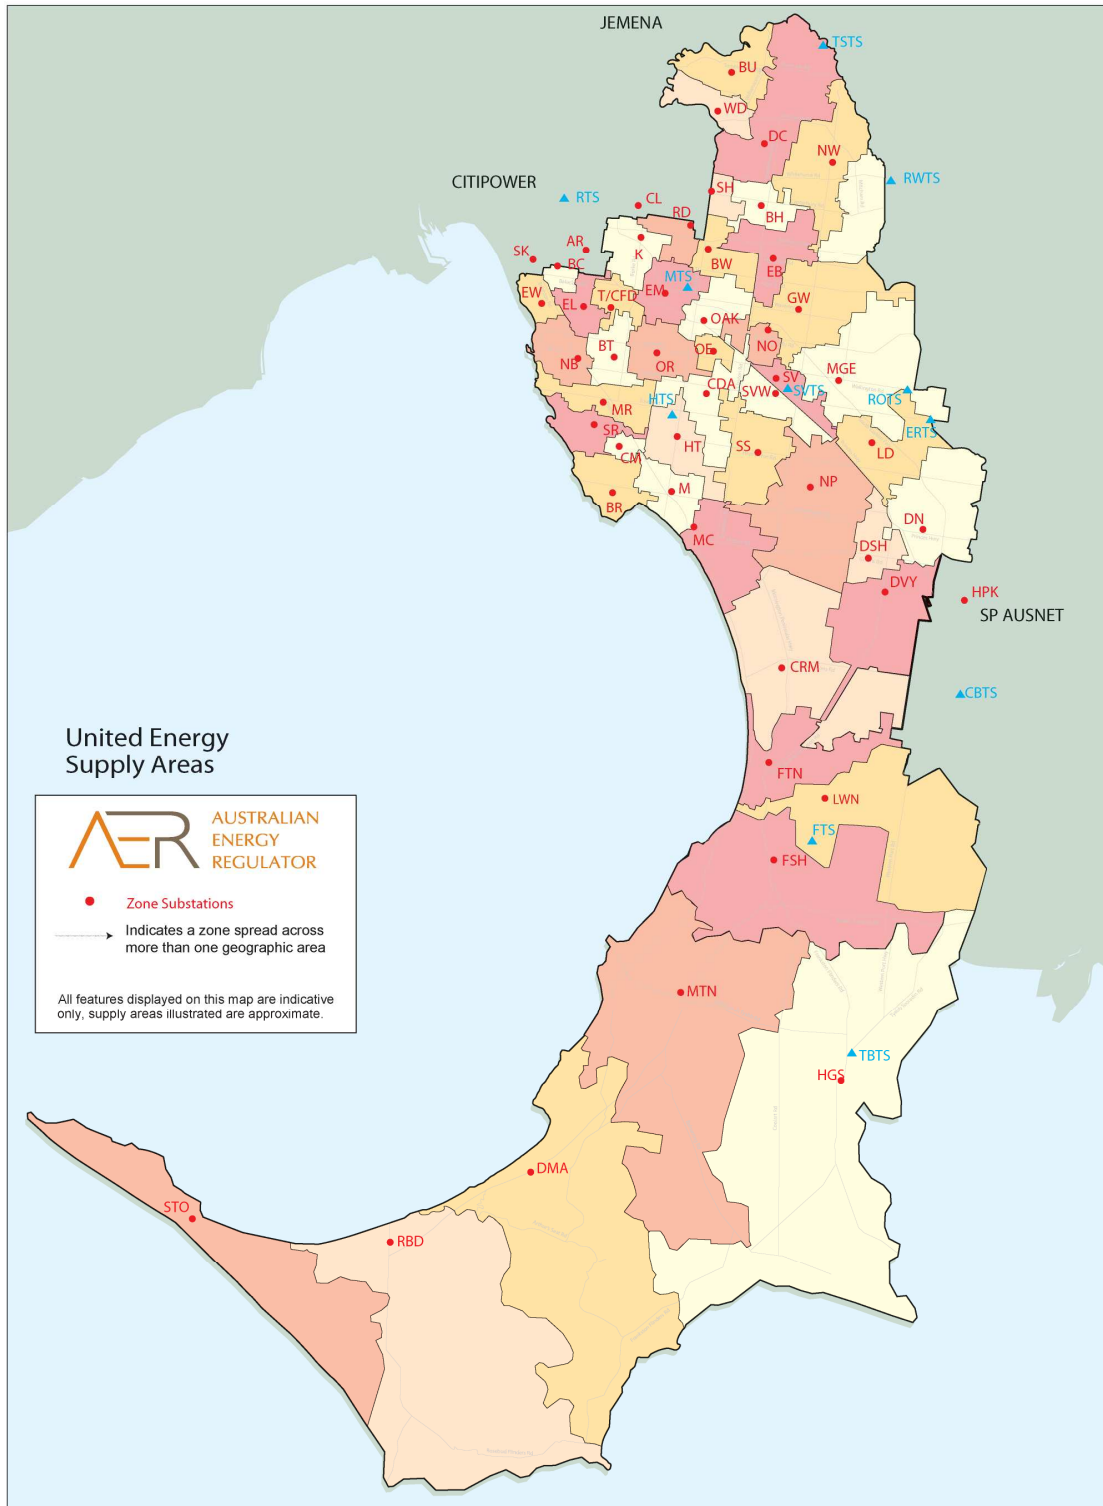 JEMENA
TSTS
BU
WD
DC
NW
CITIPOWER
RTS
RWTS
SH
CL
RD
BH
AR
K
SK
BC
BW
EB
MTS
EW
EL
T/CFD
EM
GW
OAK
NO
NB
BT
OR
OE
MGE
SV
CDA
SVW
SVTS
ROTS
HTS
MR
SR
ERTS
CM
HT
SS
LD
NP
M
BR
DN
MC
DSH
DVY
HPK
SP AUSNET
CRM
CBTS
United Energy
Supply Areas
FTN
LWN
FTS
FSH
AER
AUSTRALIAN
ENERGY
REGULATOR
Zone Substations
Indicates a zone spread across
more than one geographic area
All features displayed on this map are indicative
only, supply areas illustrated are approximate.
MTN
TBTS
HGS
DMA
STO
RBD